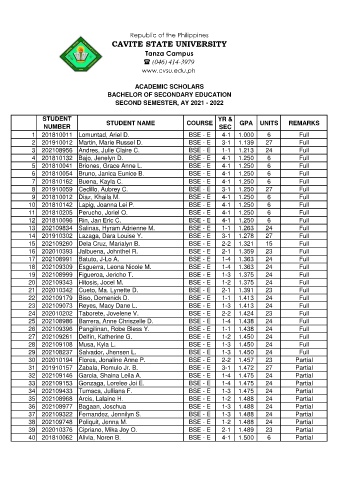 Republic of the Philippines
CAVITE STATE UNIVERSITY
Tanza Campus
☎ (046) 414-3979
www.cvsu.edu.ph
ACADEMIC SCHOLARS
BACHELOR OF SECONDARY EDUCATION
SECOND SEMESTER, AY 2021 - 2022
STUDENT NUMBER STUDENT NAME COURSE YR & SEC GPA UNITS REMARKS
1 201810011 Lomuntad, Ariel D. BSE - E 4-1 1.000 6 Full
2 201910012 Martin, Marie Russel D. BSE - E 3-1 1.139 27 Full
3 202108956 Andres, Julie Claire C. BSE - E 1-1 1.213 24 Full
4 201810132 Bajo, Jenelyn D. BSE - E 4-1 1.250 6 Full
5 201810041 Briones, Grace Anne L. BSE - E 4-1 1.250 6 Full
6 201810054 Bruno, Janica Eunice B. BSE - E 4-1 1.250 6 Full
7 201810162 Buena, Kayla C. BSE - E 4-1 1.250 6 Full
8 201910059 Cedillo, Aubrey C. BSE - E 3-1 1.250 27 Full
9 201810012 Diaz, Khaila M. BSE - E 4-1 1.250 6 Full
10 201810142 Lapig, Joanna Lei P. BSE - E 4-1 1.250 6 Full
11 201810205 Perucho, Joriel O. BSE - E 4-1 1.250 6 Full
12 201810096 Rin, Jan Eric C. BSE - E 4-1 1.250 6 Full
13 202109834 Salinas, Hyram Adrienne M. BSE - E 1-1 1.263 24 Full
14 201910302 Lazaga, Dara Louise Y. BSE - E 3-1 1.278 27 Full
15 202109260 Dela Cruz, Marialyn B. BSE - E 2-2 1.321 15 Full
16 202010393 Jalbuena, Johnthel R. BSE - E 2-1 1.359 23 Full
17 202108991 Batuto, J-Lo A. BSE - E 1-4 1.363 24 Full
18 202109309 Esguerra, Leona Nicole M. BSE - E 1-4 1.363 24 Full
19 202108999 Figuerra, Jericho T. BSE - E 1-3 1.375 24 Full
20 202109343 Hitosis, Jocel M. BSE - E 1-2 1.375 24 Full
21 202010342 Cueto, Ma. Lynette D. BSE - E 2-1 1.391 23 Full
22 202109179 Biso, Domenick D. BSE - E 1-1 1.413 24 Full
23 202109073 Reyes, Macy Dane L. BSE - E 1-3 1.413 24 Full
24 202010202 Taborete, Jovelene V. BSE - E 2-2 1.424 23 Full
25 202108986 Barrera, Anne Chriszelle D. BSE - E 1-4 1.438 24 Full
26 202109396 Pangilinan, Robe Bless Y. BSE - E 1-1 1.438 24 Full
27 202109261 Delfin, Katherine G. BSE - E 1-2 1.450 24 Full
28 202109108 Musa, Kyla L. BSE - E 1-3 1.450 24 Full
29 202108237 Salvador, Jhensen L. BSE - E 1-3 1.450 24 Full
30 202010194 Flores, Jonaline Anne P. BSE - E 2-2 1.457 23 Partial
31 201910157 Zabala, Romulo Jr. B. BSE - E 3-1 1.472 27 Partial
32 202109146 Garcia, Shaina Leila A. BSE - E 1-4 1.475 24 Partial
33 202109153 Gonzaga, Lorelee Joi E. BSE - E 1-4 1.475 24 Partial
34 202109433 Tumaca, Julliana F. BSE - E 1-3 1.475 24 Partial
35 202108968 Arcis, Lalaine H. BSE - E 1-2 1.488 24 Partial
36 202108977 Bagaan, Joschua BSE - E 1-3 1.488 24 Partial
37 202109322 Fernandez, Jennilyn S. BSE - E 1-3 1.488 24 Partial
38 202109748 Poliquit, Jenna M. BSE - E 1-2 1.488 24 Partial
39 202010376 Cipriano, Mika Joy O. BSE - E 2-1 1.489 23 Partial
40 201810062 Alivia, Noren B. BSE - E 4-1 1.500 6 Partial